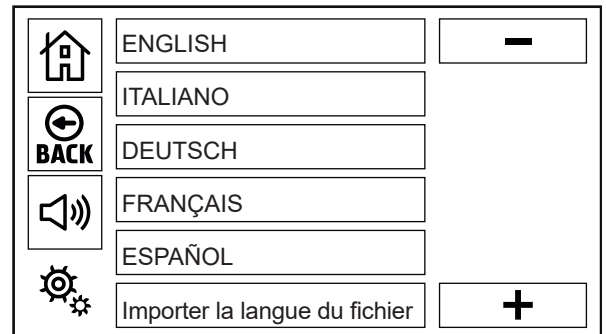 ENGLISH
ITALIANO
BACK
DEUTSCH
FRANÇAIS
ESPAÑOL
Importer la langue du fichier